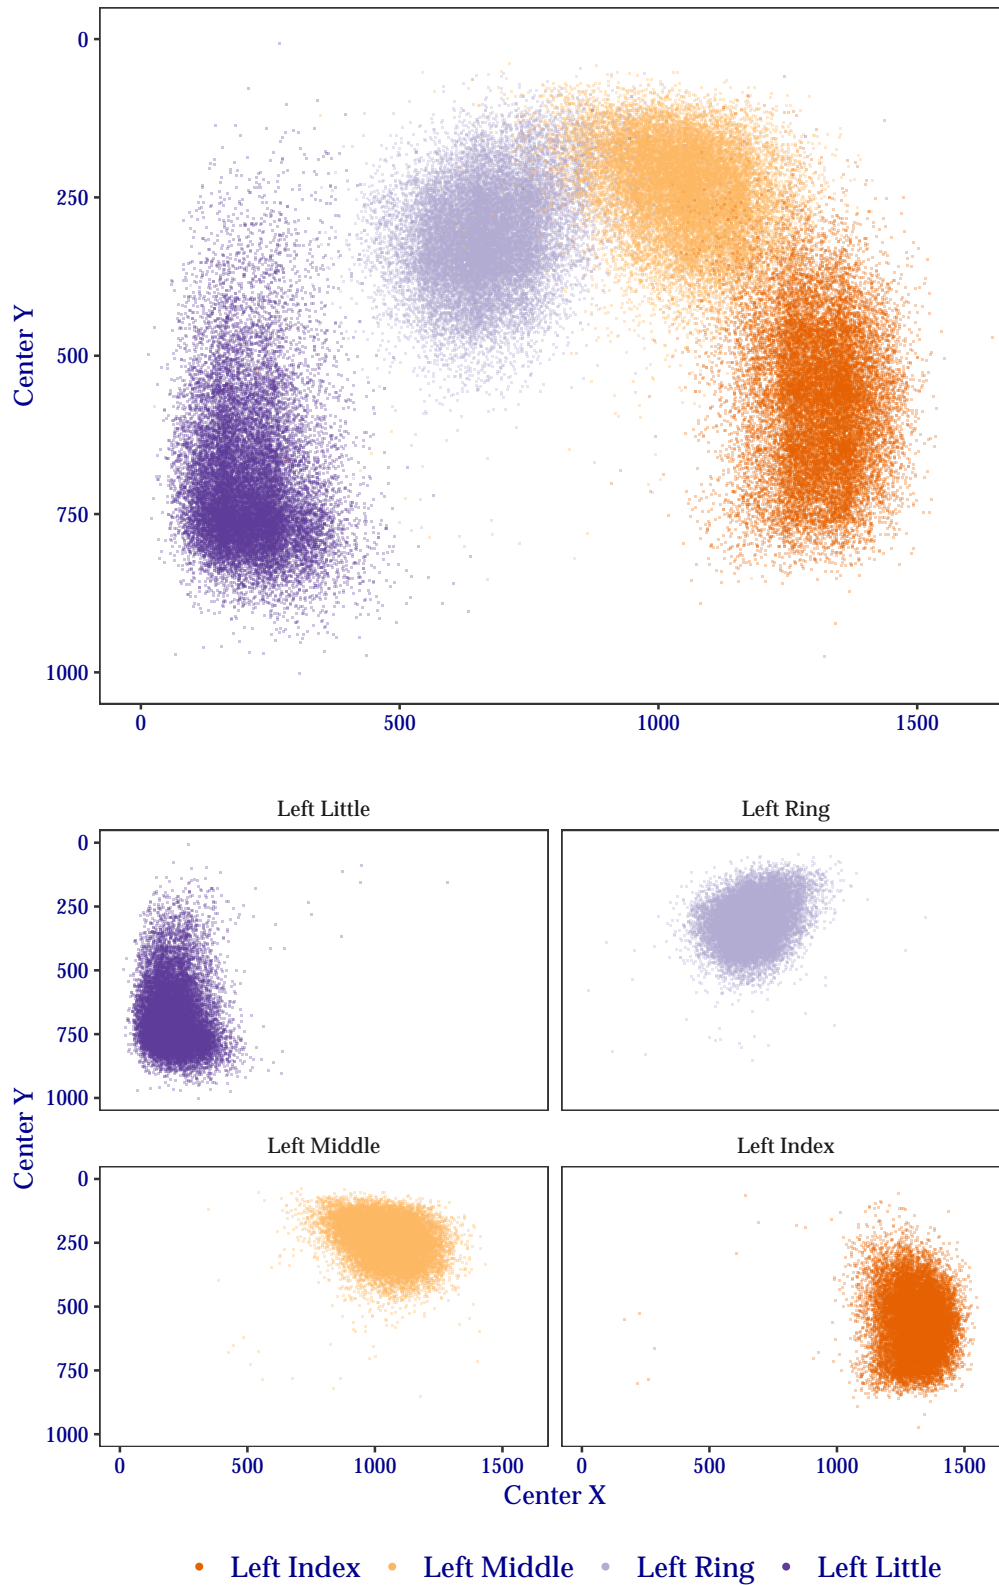 0
250
500
750
1000
Center Y
0 500 1000 1500
Left Little Left Ring
0
250
500
750
1000
Center Y
Left Middle Left Index
0
250
500
750
1000
0 500 1000 1500 0 500 1000 1500
Center X
Left Index Left Middle Left Ring Left Little